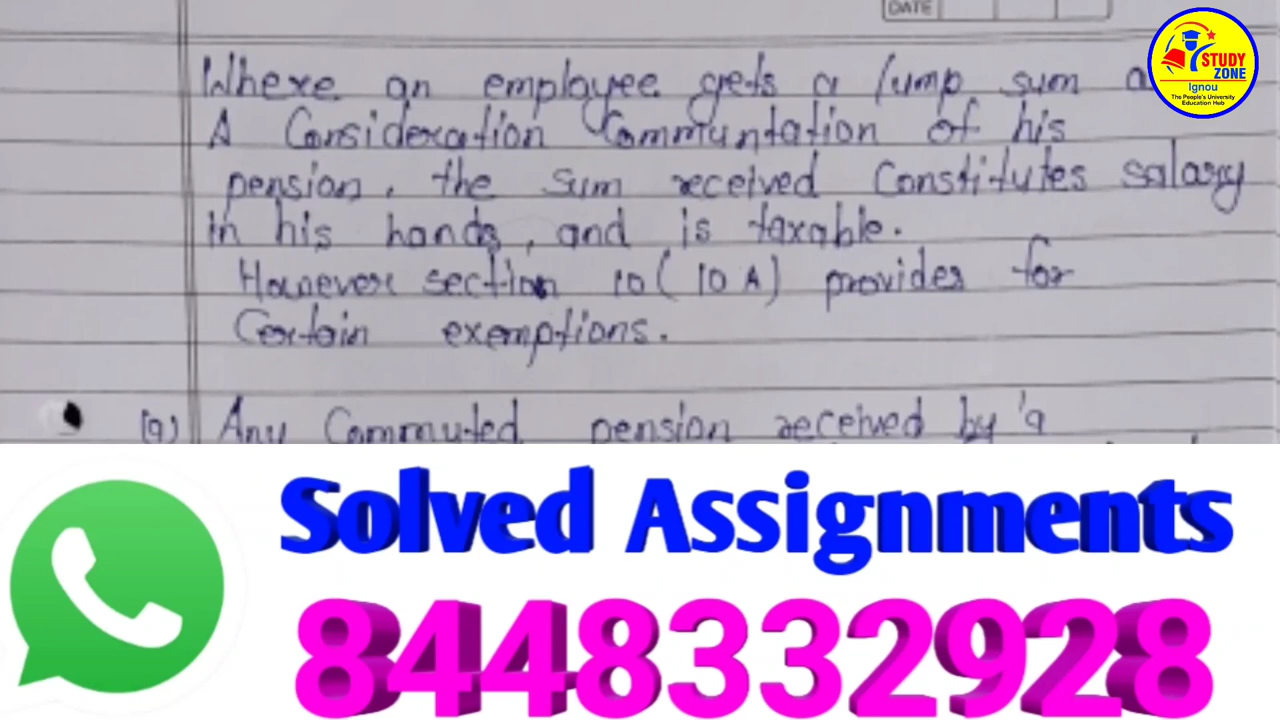 DATE
STUDY
ZONE
Ignou
The People's University
Education Hub
Where an employee gets a lump sum a
A Consideration Communtation of his
pension, the sum received Constitutes salary
in his hands, and is taxable.
However section 10(10A) provides for
Certain exemptions.
(a) Any Commuted pension received by a
Solved Assignments
8448332928